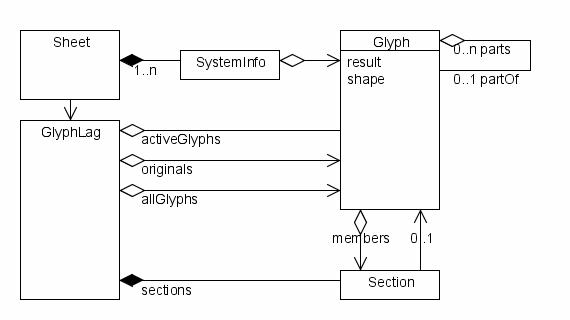 Sheet
1..n
SystemInfo
Glyph
result
shape
0..n parts
0..1 partOf
GlyphLag
activeGlyphs
originals
allGlyphs
members
0..1
Section
sections